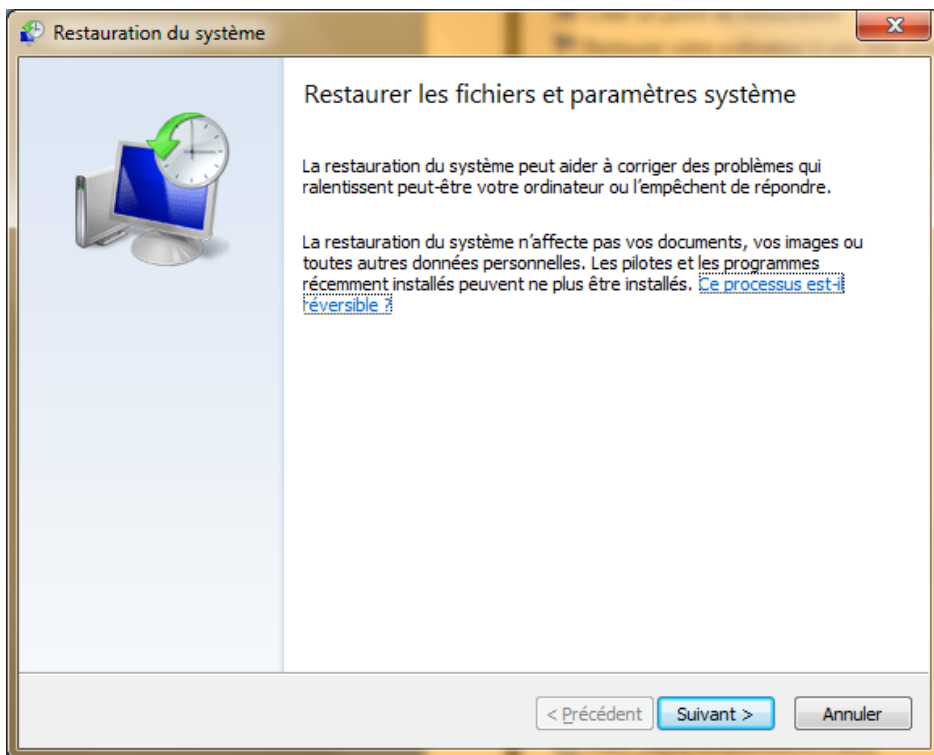 Restauration du système
Restaurer les fichiers et paramètres système
La restauration du système peut aider à corriger des problèmes qui
ralentissent peut-être votre ordinateur ou l'empêchent de répondre.
La restauration du système n'affecte pas vos documents, vos images ou
toutes autres données personnelles. Les pilotes et les programmes
récemment installés peuvent ne plus être installés. Ce processus est-il
réversible ?
< Précédent Suivant > Annuler